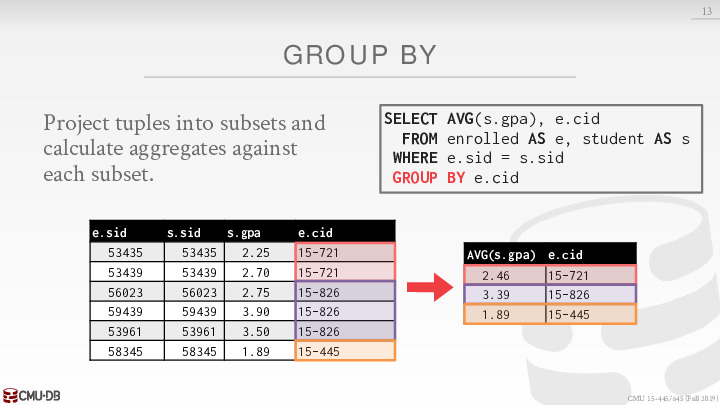 13
GROUP BY
Project tuples into subsets and
calculate aggregates against
each subset.
SELECT AVG(s.gpa), e.cid
FROM enrolled AS e, student AS s
WHERE e.sid = s.sid
GROUP BY e.cid
e.sid s.sid s.gpa e.cid
53435 53435 2.25 15-721
53439 53439 2.70 15-721
56023 56023 2.75 15-826
59439 59439 3.90 15-826
53961 53961 3.50 15-826
58345 58345 1.89 15-445
AVG(s.gpa) e.cid
2.46 15-721
3.39 15-826
1.89 15-445
CMU·DB
CMU 15-445/645 (Fall 2019)